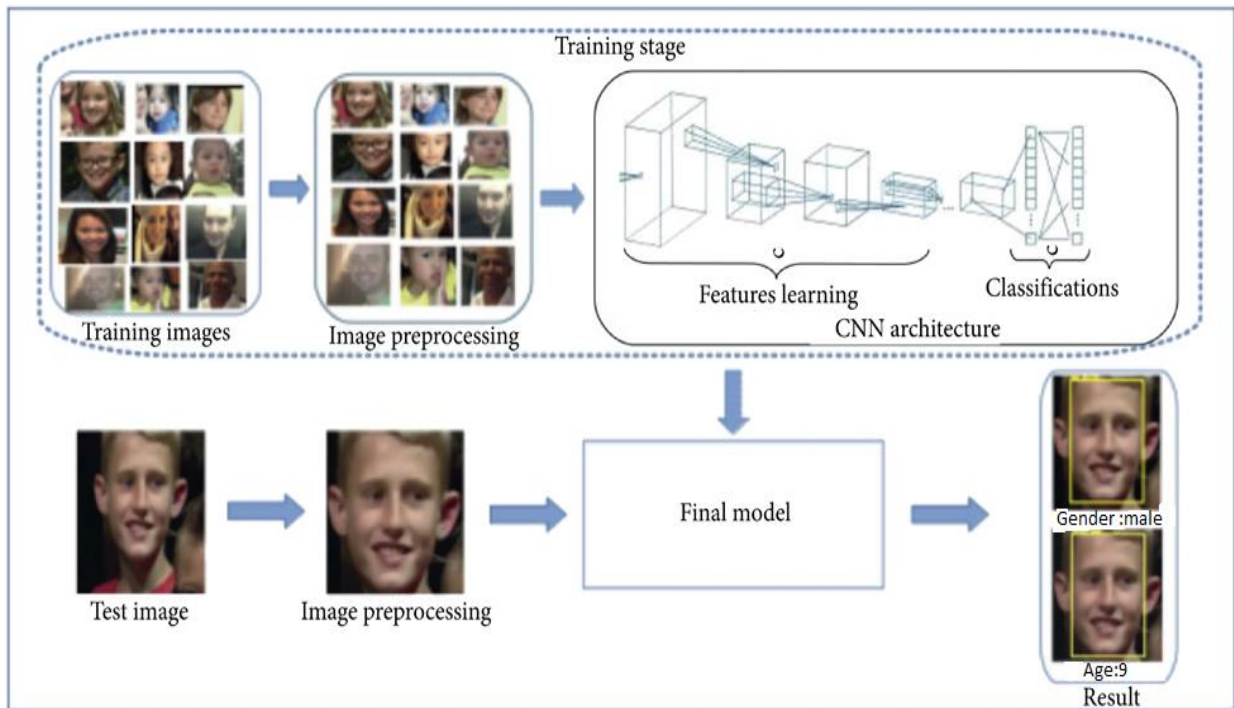 Training stage
Training images
Image preprocessing
Features learning
Classifications
CNN architecture
Test image
Image preprocessing
Final model
Gender :male
Age:9
Result